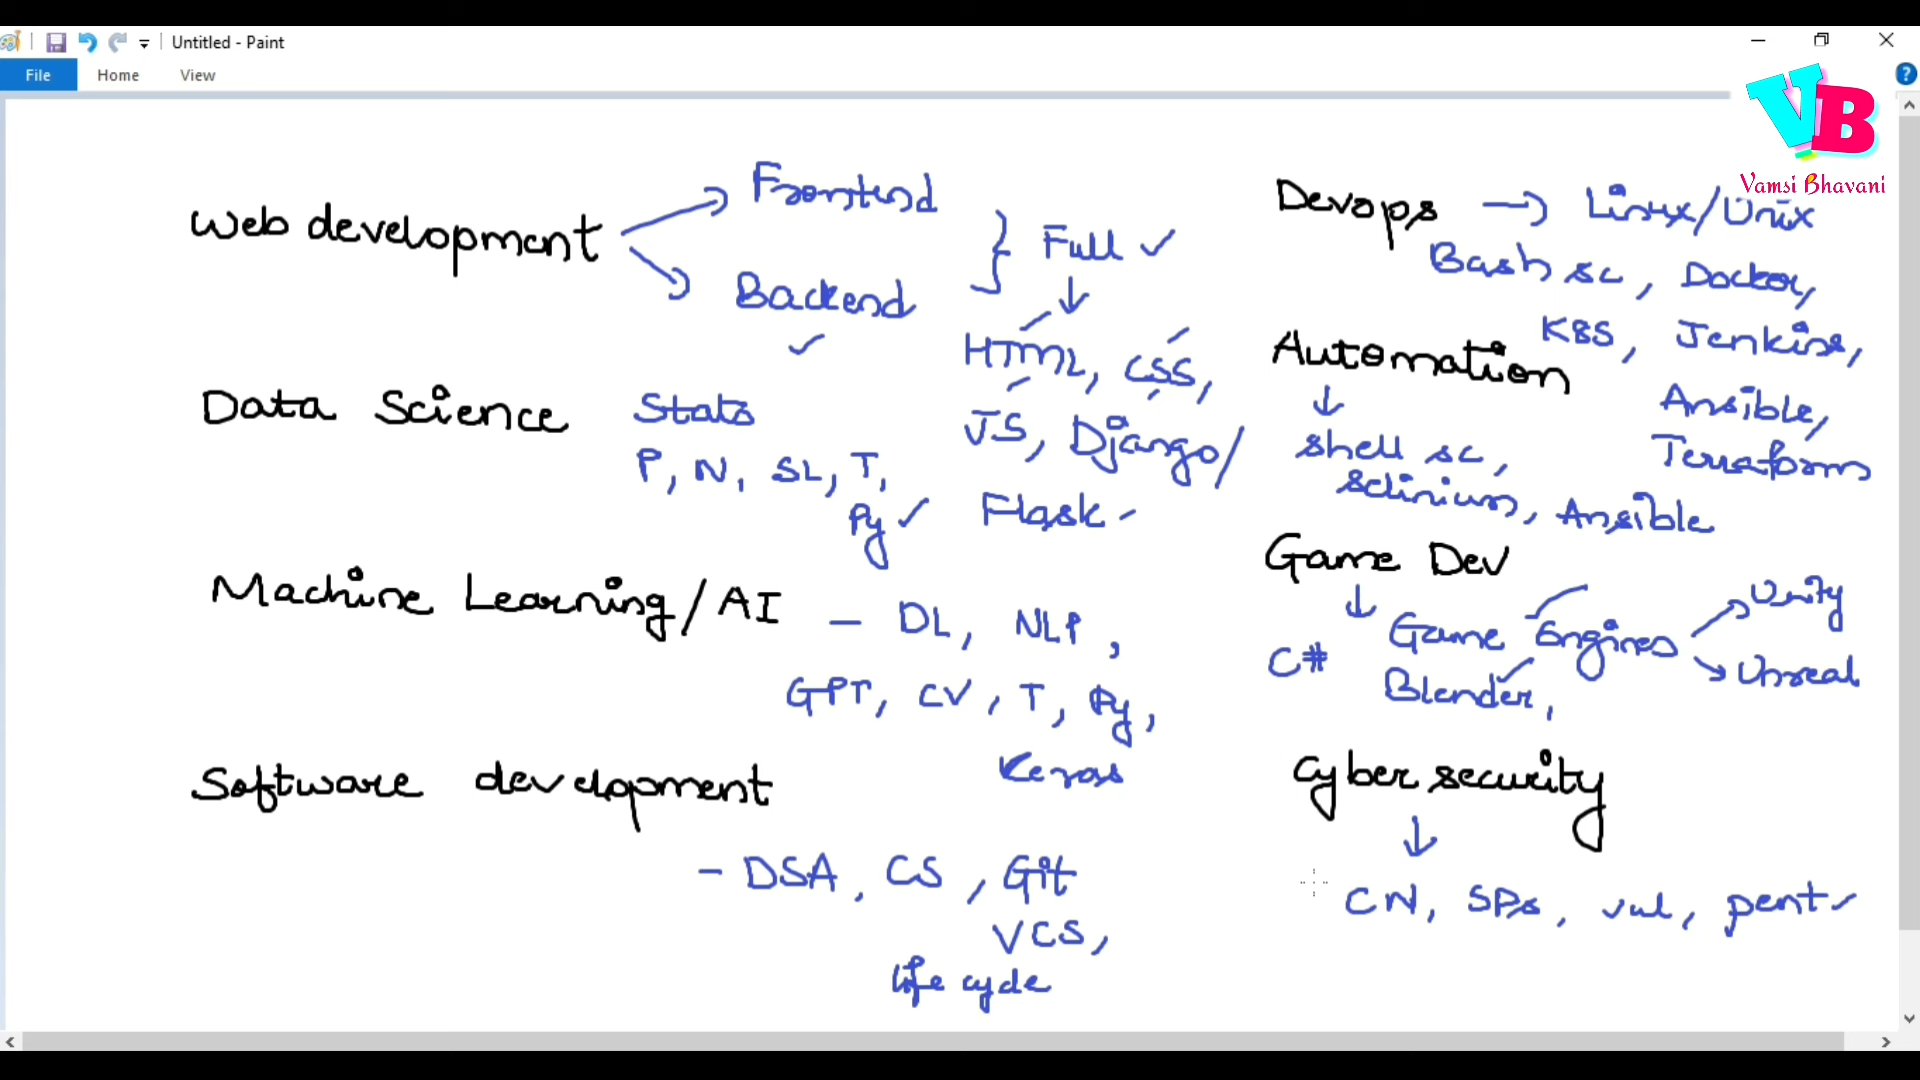 Untitled - Paint
File Home View
VB
Vamsi Bhavani
Web development
Frontend
Backend
Full
HTML, CSS,
JS, Django/
Flask
Data Science Stats
P, N, SL, T,
Py
Machine Learning/AI - DL, NLP,
GPT, CV, T, Py,
Keras
Software development
- DSA, CS, Git
VCS,
life cycle
Devops → Linux/Unix
Bash sc, Docker,
K8S, Jenkins,
Ansible,
Terraform
Automation
shell sc,
selinium, Ansible
Game Dev
C# Game Engines
Unity
Unreal
Blender,
Cyber security
CN, SPs, vul, pent